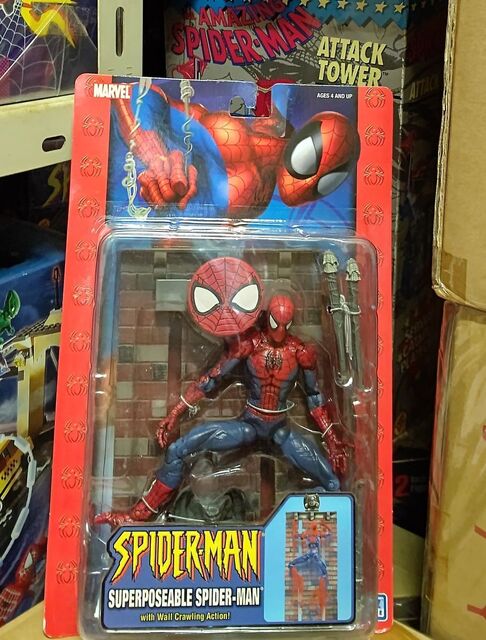 AMAZING
SPIDER-MAN
ATTACK
TOWER
MARVEL
AGES 4 AND UP
SPIDER-MAN
SUPERPOSEABLE SPIDER-MAN
with Wall Crawling Action!